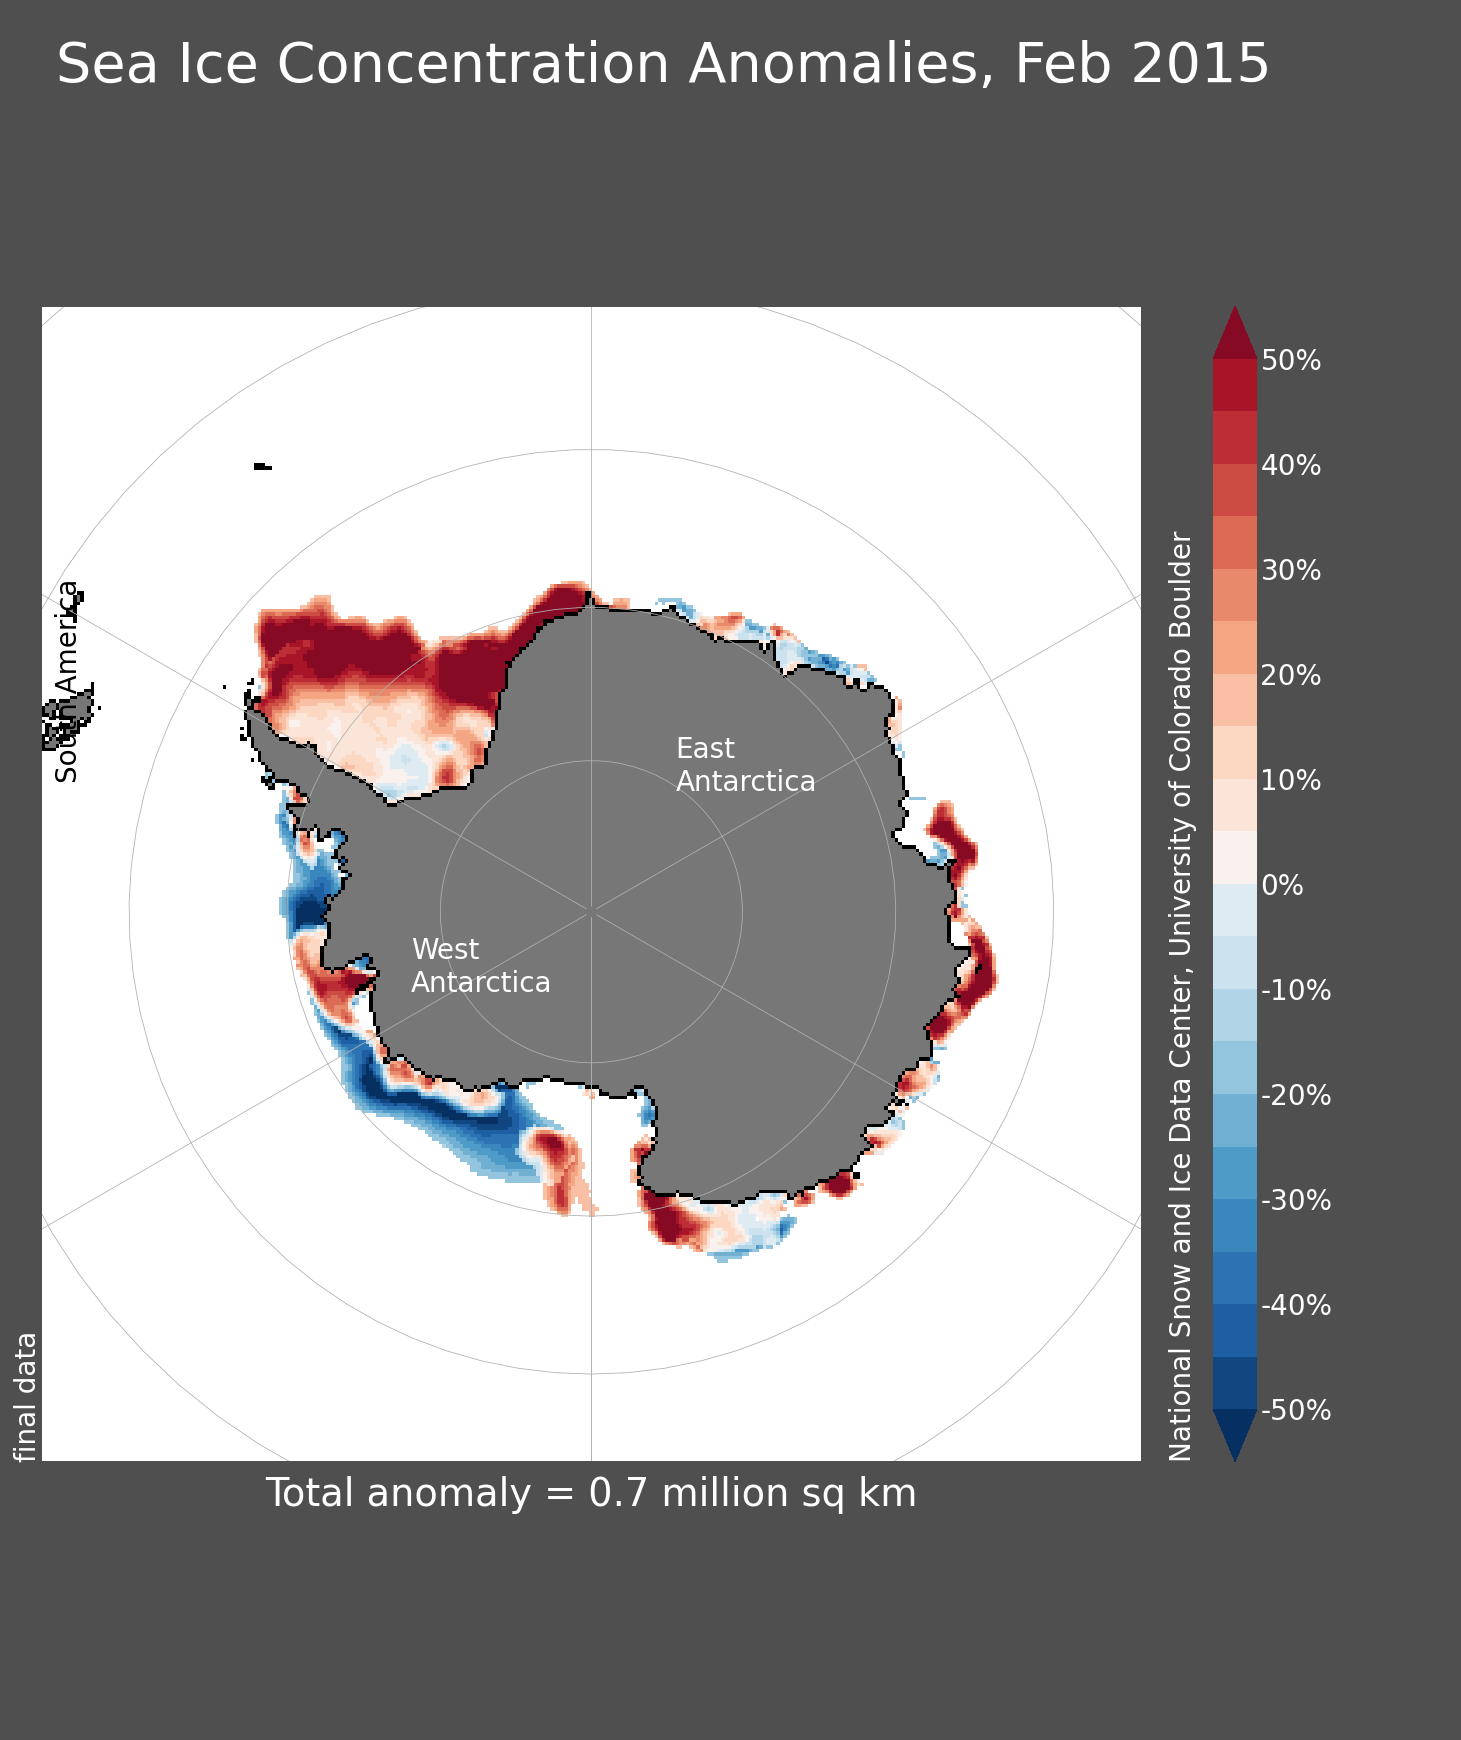 Sea Ice Concentration Anomalies, Feb 2015
South America
East
Antarctica
West
Antarctica
final data
National Snow and Ice Data Center, University of Colorado Boulder
50%
40%
30%
20%
10%
0%
-10%
-20%
-30%
-40%
-50%
Total anomaly = 0.7 million sq km